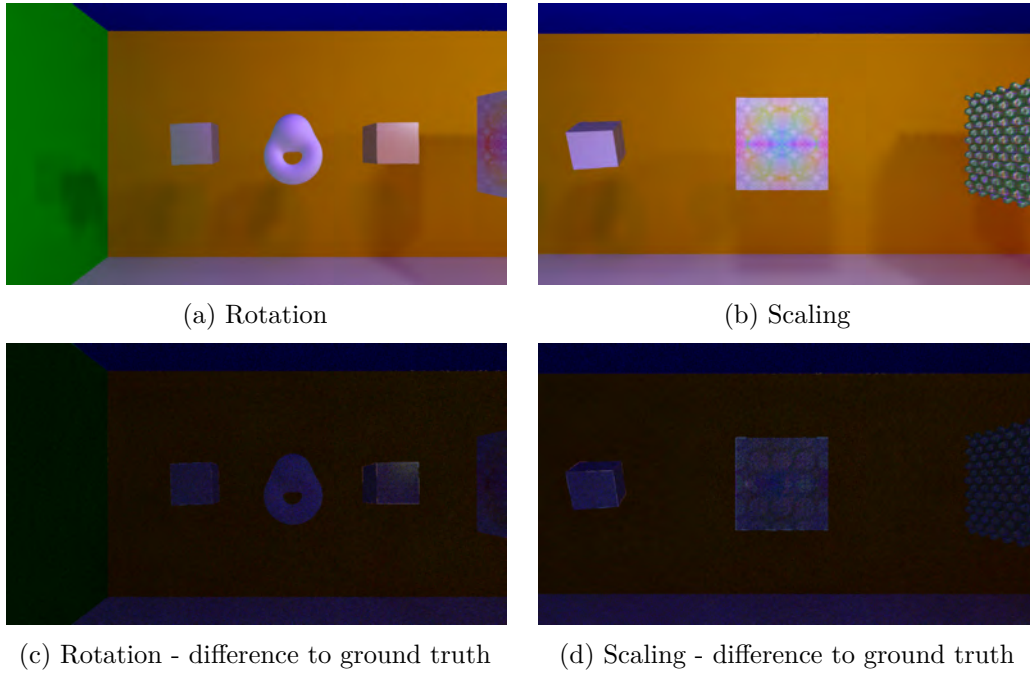 (a) Rotation
(b) Scaling
(c) Rotation - difference to ground truth
(d) Scaling - difference to ground truth